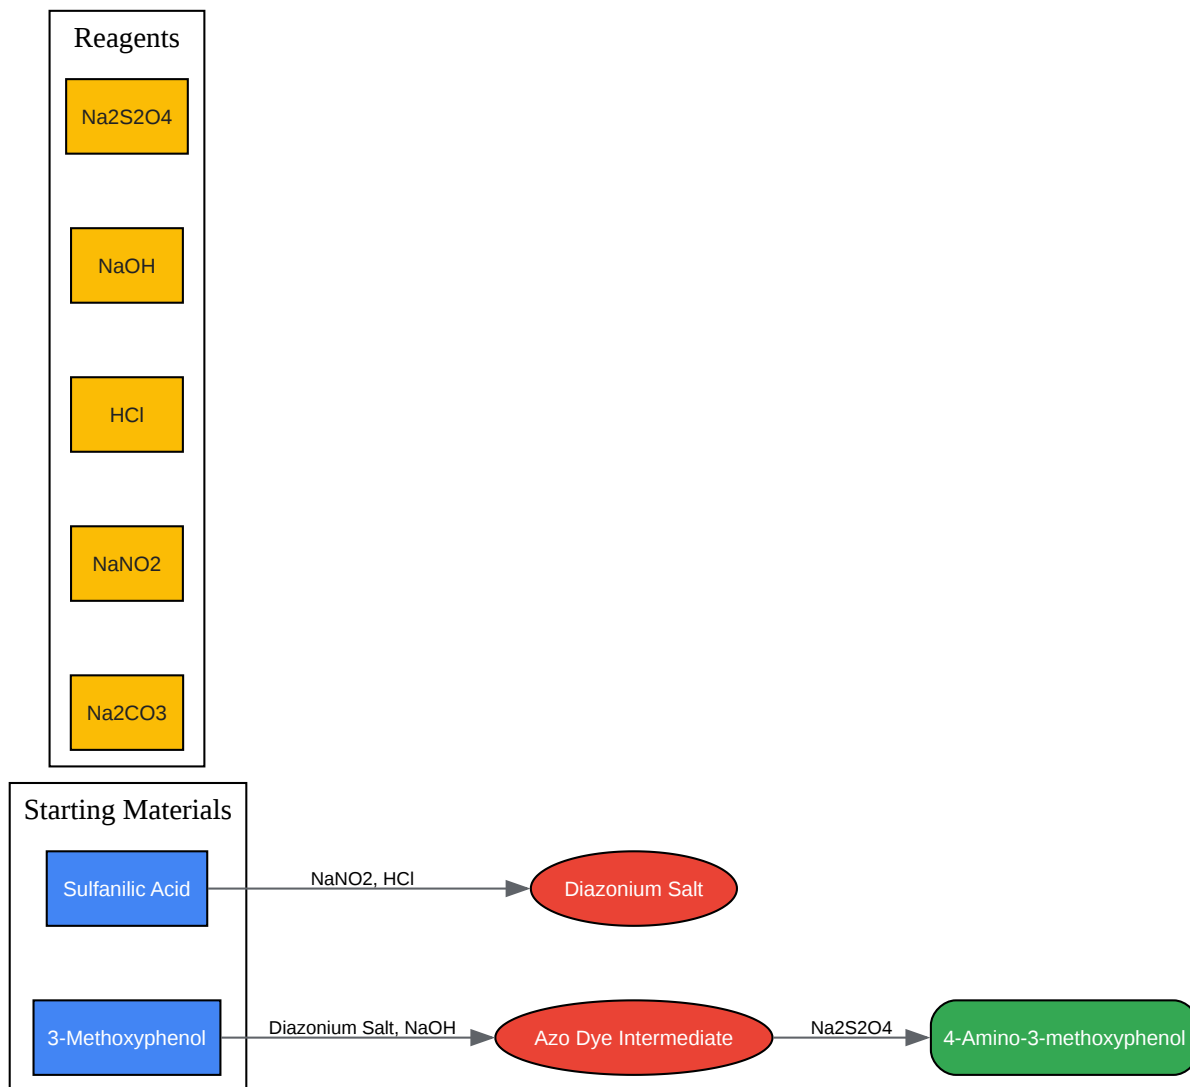 Reagents
Na2S2O4
NaOH
HCl
NaNO2
Na2CO3
Starting Materials
Sulfanilic Acid
NaNO2, HCl
Diazonium Salt
3-Methoxyphenol
Diazonium Salt, NaOH
Azo Dye Intermediate
Na2S2O4
4-Amino-3-methoxyphenol